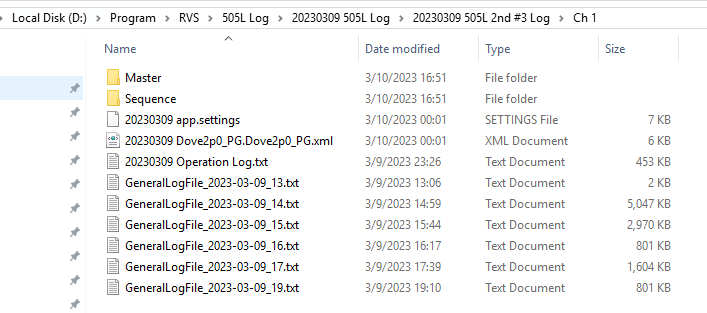 Local Disk (D:) > Program > RVS > 505L Log > 20230309 505L Log > 20230309 505L 2nd #3 Log > Ch 1
Name Date modified Type Size
Master 3/10/2023 16:51 File folder
Sequence 3/10/2023 16:51 File folder
20230309 app.settings 3/10/2023 00:01 SETTINGS File 7 KB
20230309 Dove2p0_PG.Dove2p0_PG.xml 3/10/2023 00:01 XML Document 6 KB
20230309 Operation Log.txt 3/9/2023 23:26 Text Document 453 KB
GeneralLogFile_2023-03-09_13.txt 3/9/2023 13:06 Text Document 2 KB
GeneralLogFile_2023-03-09_14.txt 3/9/2023 14:59 Text Document 5,047 KB
GeneralLogFile_2023-03-09_15.txt 3/9/2023 15:44 Text Document 2,970 KB
GeneralLogFile_2023-03-09_16.txt 3/9/2023 16:17 Text Document 801 KB
GeneralLogFile_2023-03-09_17.txt 3/9/2023 17:39 Text Document 1,604 KB
GeneralLogFile_2023-03-09_19.txt 3/9/2023 19:10 Text Document 801 KB